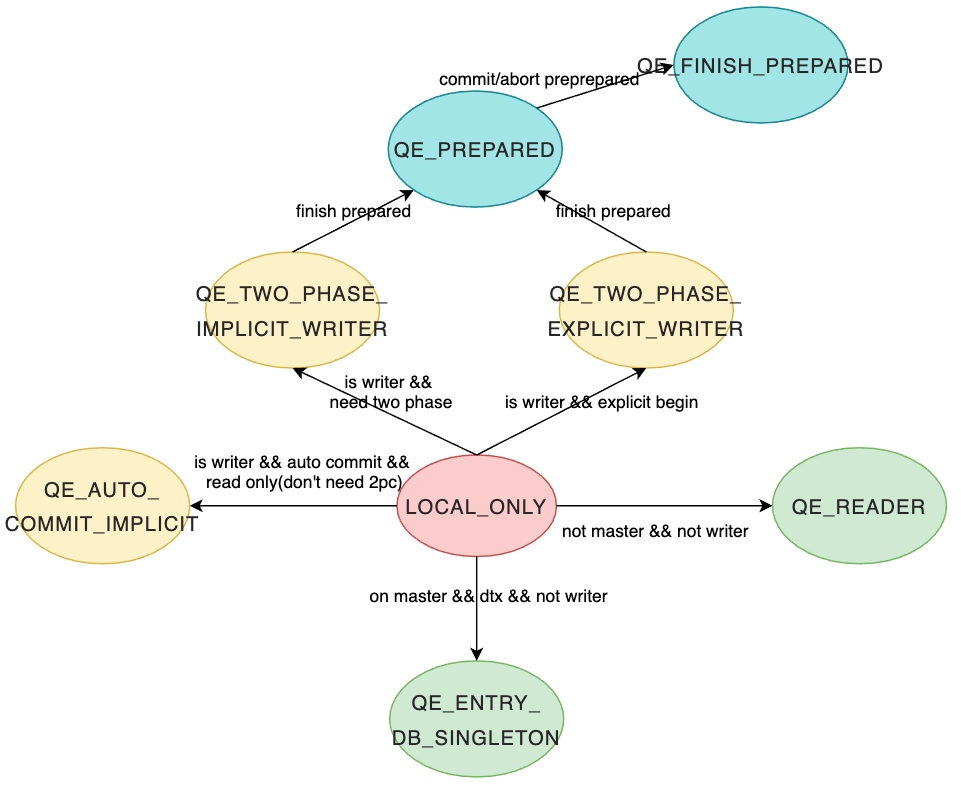 QE_FINISH_PREPARED
commit/abort preprepared
QE_PREPARED
finish prepared
finish prepared
QE_TWO_PHASE_
IMPLICIT_WRITER
QE_TWO_PHASE_
EXPLICIT_WRITER
is writer &&
need two phase
is writer && explicit begin
is writer && auto commit &&
read only(don't need 2pc)
QE_AUTO_
COMMIT_IMPLICIT
LOCAL_ONLY
QE_READER
not master && not writer
on master && dtx && not writer
QE_ENTRY_
DB_SINGLETON